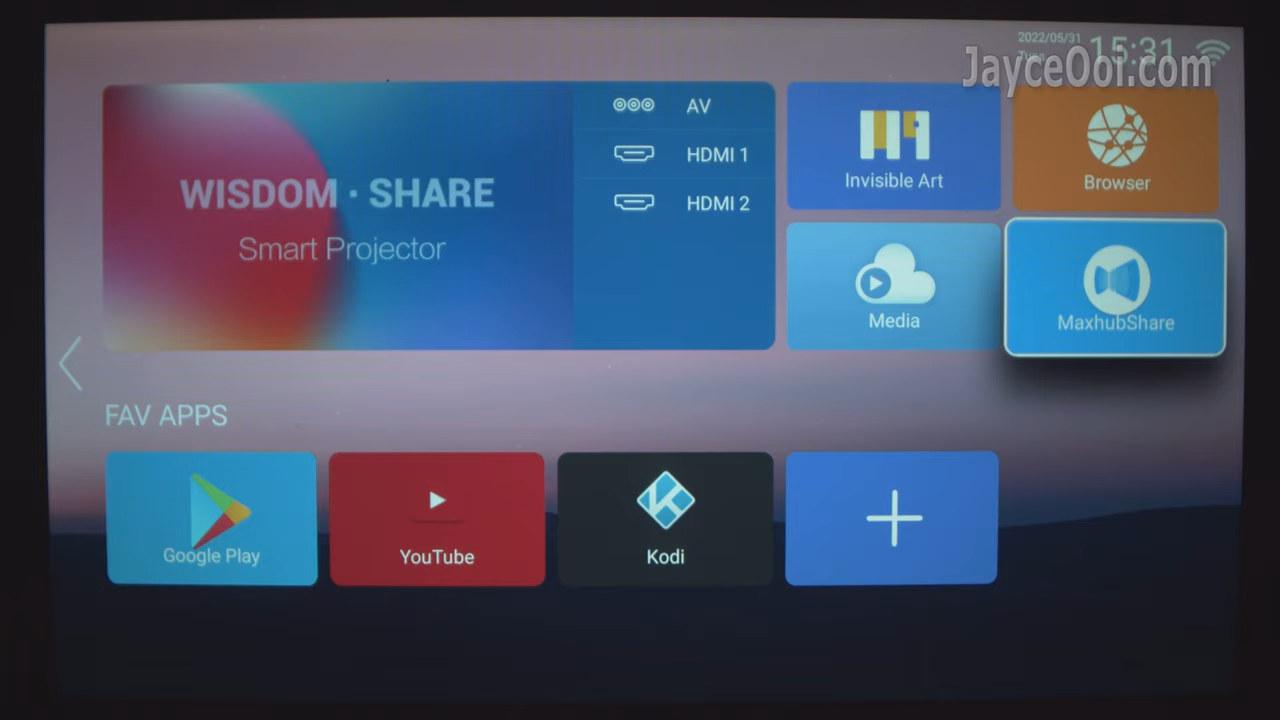 2022/05/31
Tues
15:31
JayceOoi.com
WISDOM · SHARE
Smart Projector
AV
HDMI 1
HDMI 2
Invisible Art
Browser
Media
MaxhubShare
FAV APPS
Google Play
YouTube
Kodi